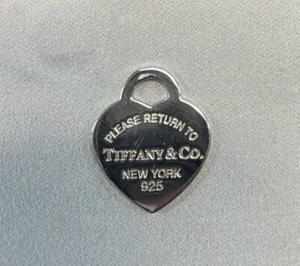 PLEASE RETURN TO
TIFFANY & CO.
NEW YORK
925